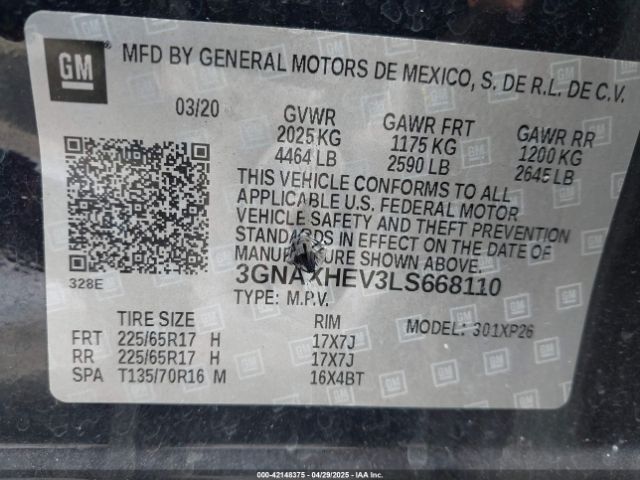 GM
MFD BY GENERAL MOTORS DE MEXICO, S. DE R.L. DE C.V.
03/20 GVWR GAWR FRT GAWR RR
2025 KG 1175 KG 1200 KG
4464 LB 2590 LB 2645 LB
THIS VEHICLE CONFORMS TO ALL
APPLICABLE U.S. FEDERAL MOTOR
VEHICLE SAFETY AND THEFT PREVENTION
STANDARDS IN EFFECT ON THE DATE OF
MANUFACTURE SHOWN ABOVE.
3GNAXHEV3LS668110
328E
TYPE: M.P.V.
TIRE SIZE RIM MODEL: 301XP26
FRT 225/65R17 H 17X7J
RR 225/65R17 H 17X7J
SPA T135/70R16 M 16X4BT
000-42148375 | 04/29/2025 | IAAI.COM